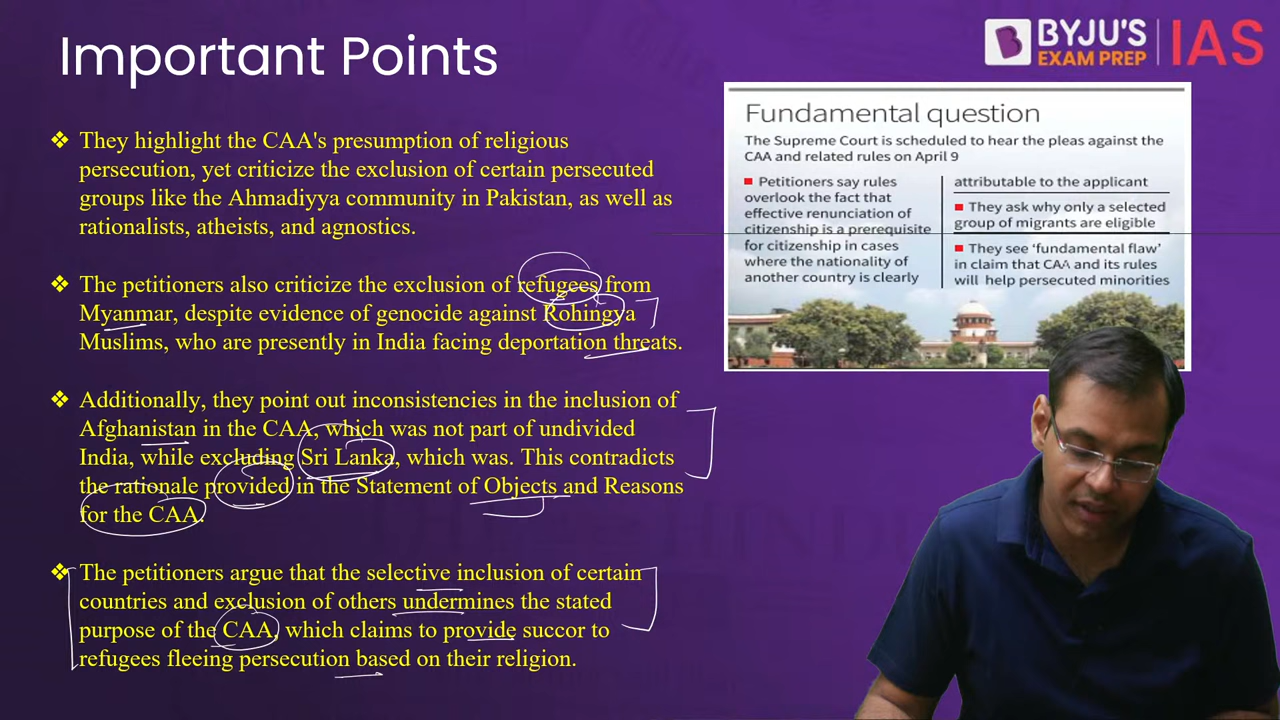 Important Points
BYJU'S
EXAM PREP
IAS
❖ They highlight the CAA's presumption of religious
persecution, yet criticize the exclusion of certain persecuted
groups like the Ahmadiyya community in Pakistan, as well as
rationalists, atheists, and agnostics.
❖ The petitioners also criticize the exclusion of refugees from
Myanmar, despite evidence of genocide against Rohingya
Muslims, who are presently in India facing deportation threats.
❖ Additionally, they point out inconsistencies in the inclusion of
Afghanistan in the CAA, which was not part of undivided
India, while excluding Sri Lanka, which was. This contradicts
the rationale provided in the Statement of Objects and Reasons
for the CAA.
❖ The petitioners argue that the selective inclusion of certain
countries and exclusion of others undermines the stated
purpose of the CAA, which claims to provide succor to
refugees fleeing persecution based on their religion.
Fundamental question
The Supreme Court is scheduled to hear the pleas against the
CAA and related rules on April 9
Petitioners say rules
overlook the fact that
effective renunciation of
citizenship is a prerequisite
for citizenship in cases
where the nationality of
another country is clearly
attributable to the applicant
They ask why only a selected
group of migrants are eligible
They see 'fundamental flaw'
in claim that CAA and its rules
will help persecuted minorities